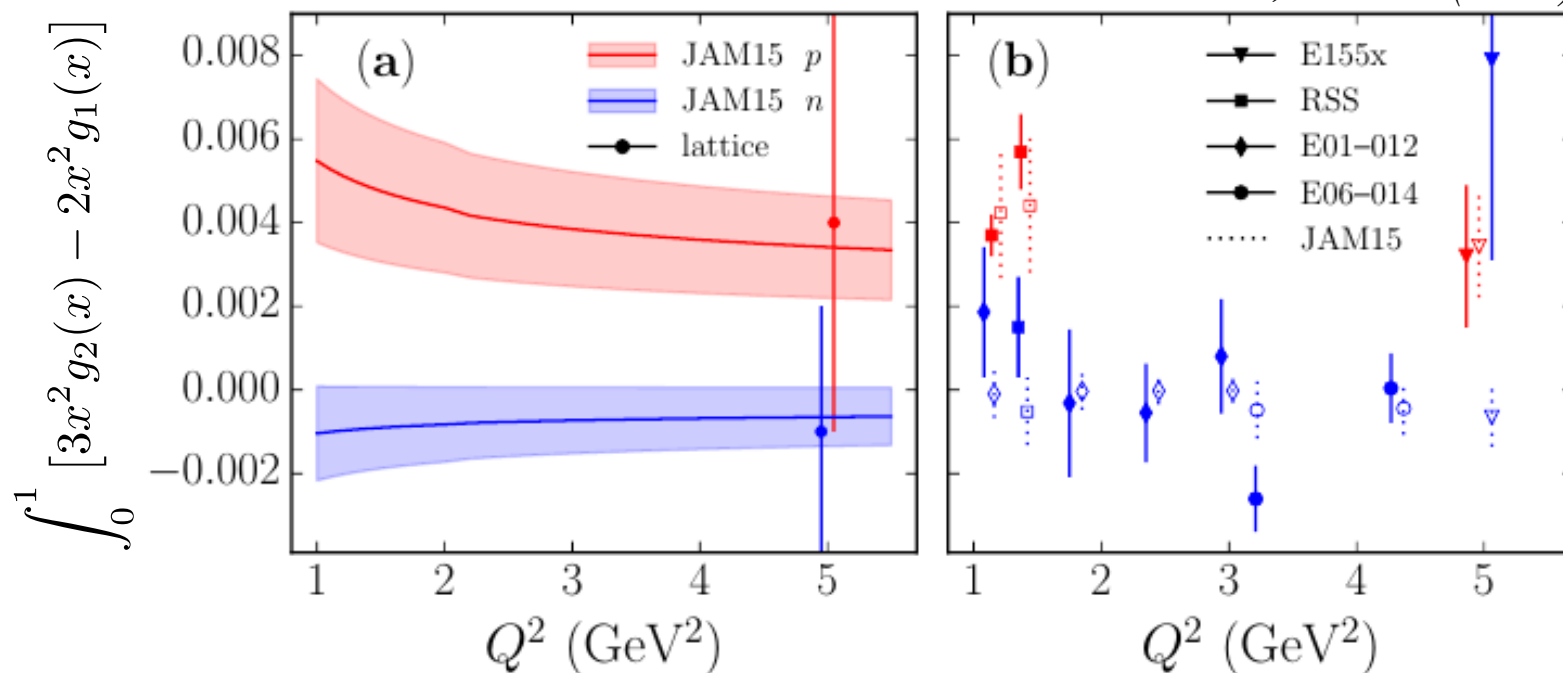 ∫₀¹ [3x²g₂(x) − 2x²g₁(x)]
(a)
JAM15 p
JAM15 n
lattice
0.008
0.006
0.004
0.002
0.000
−0.002
1 2 3 4 5
Q² (GeV²)
(b)
E155x
RSS
E01–012
E06–014
JAM15
1 2 3 4 5
Q² (GeV²)